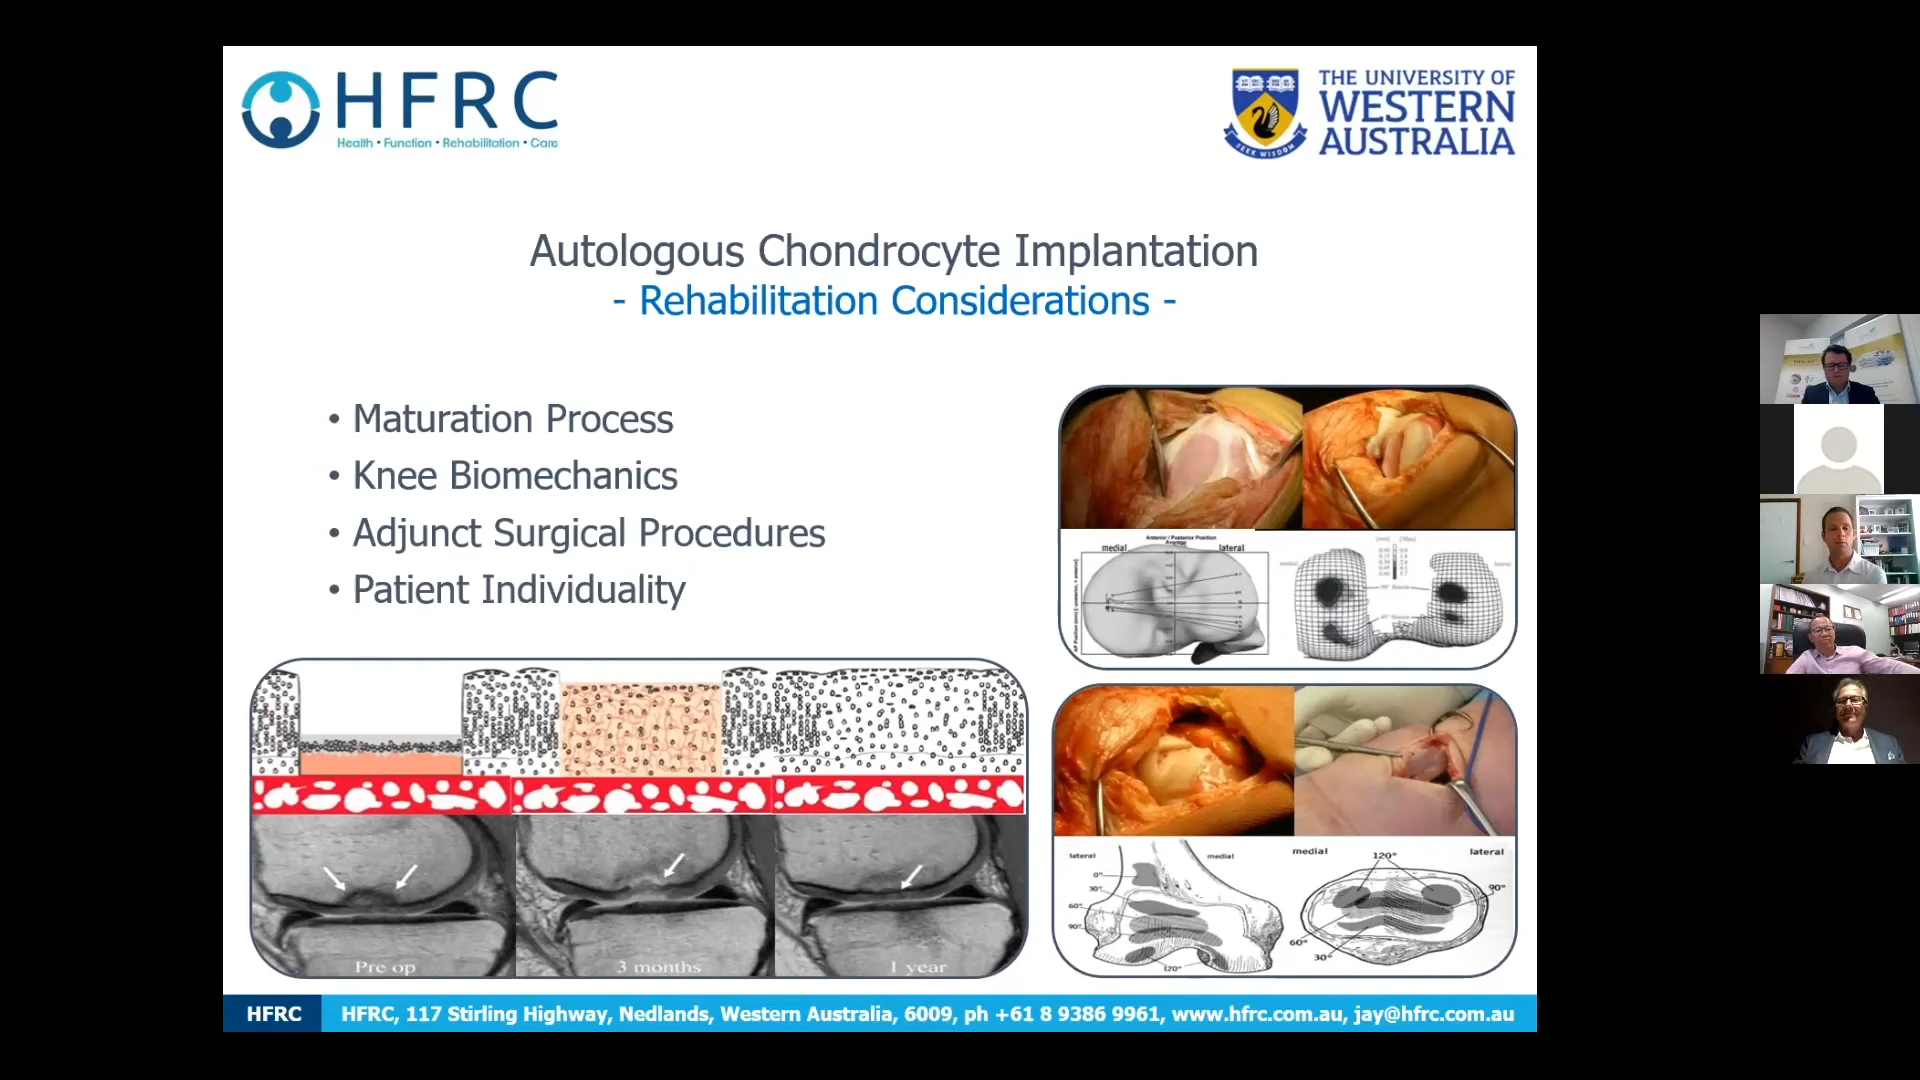 HFRC
Health • Function • Rehabilitation • Care
THE UNIVERSITY OF
WESTERN
AUSTRALIA
SEEK WISDOM
Autologous Chondrocyte Implantation
- Rehabilitation Considerations -
• Maturation Process
• Knee Biomechanics
• Adjunct Surgical Procedures
• Patient Individuality
Anterior / Posterior Position
Average
medial
lateral
medial
Pre op
3 months
1 year
lateral
medial
0°
30°
60°
90°
120°
medial
120°
lateral
90°
60°
30°
HFRC
HFRC, 117 Stirling Highway, Nedlands, Western Australia, 6009, ph +61 8 9386 9961, www.hfrc.com.au, jay@hfrc.com.au